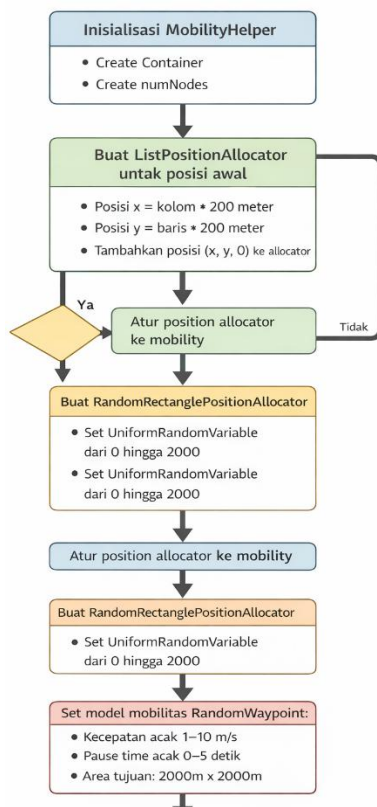 Inisialisasi MobilityHelper
• Create Container
• Create numNodes
Buat ListPositionAllocator
untak posisi awal
• Posisi x = kolom * 200 meter
• Posisi y = baris * 200 meter
• Tambahkan posisi (x, y, 0) ke allocator
Ya
Atur position allocator
ke mobility
Tidak
Buat RandomRectanglePositionAllocator
• Set UniformRandomVariable
dari 0 hingga 2000
• Set UniformRandomVariable
dari 0 hingga 2000
Atur position allocator ke mobility
Buat RandomRectanglePositionAllocator
• Set UniformRandomVariable
dari 0 hingga 2000
Set model mobilitas RandomWaypoint:
• Kecepatan acak 1–10 m/s
• Pause time acak 0–5 detik
• Area tujuan: 2000m x 2000m